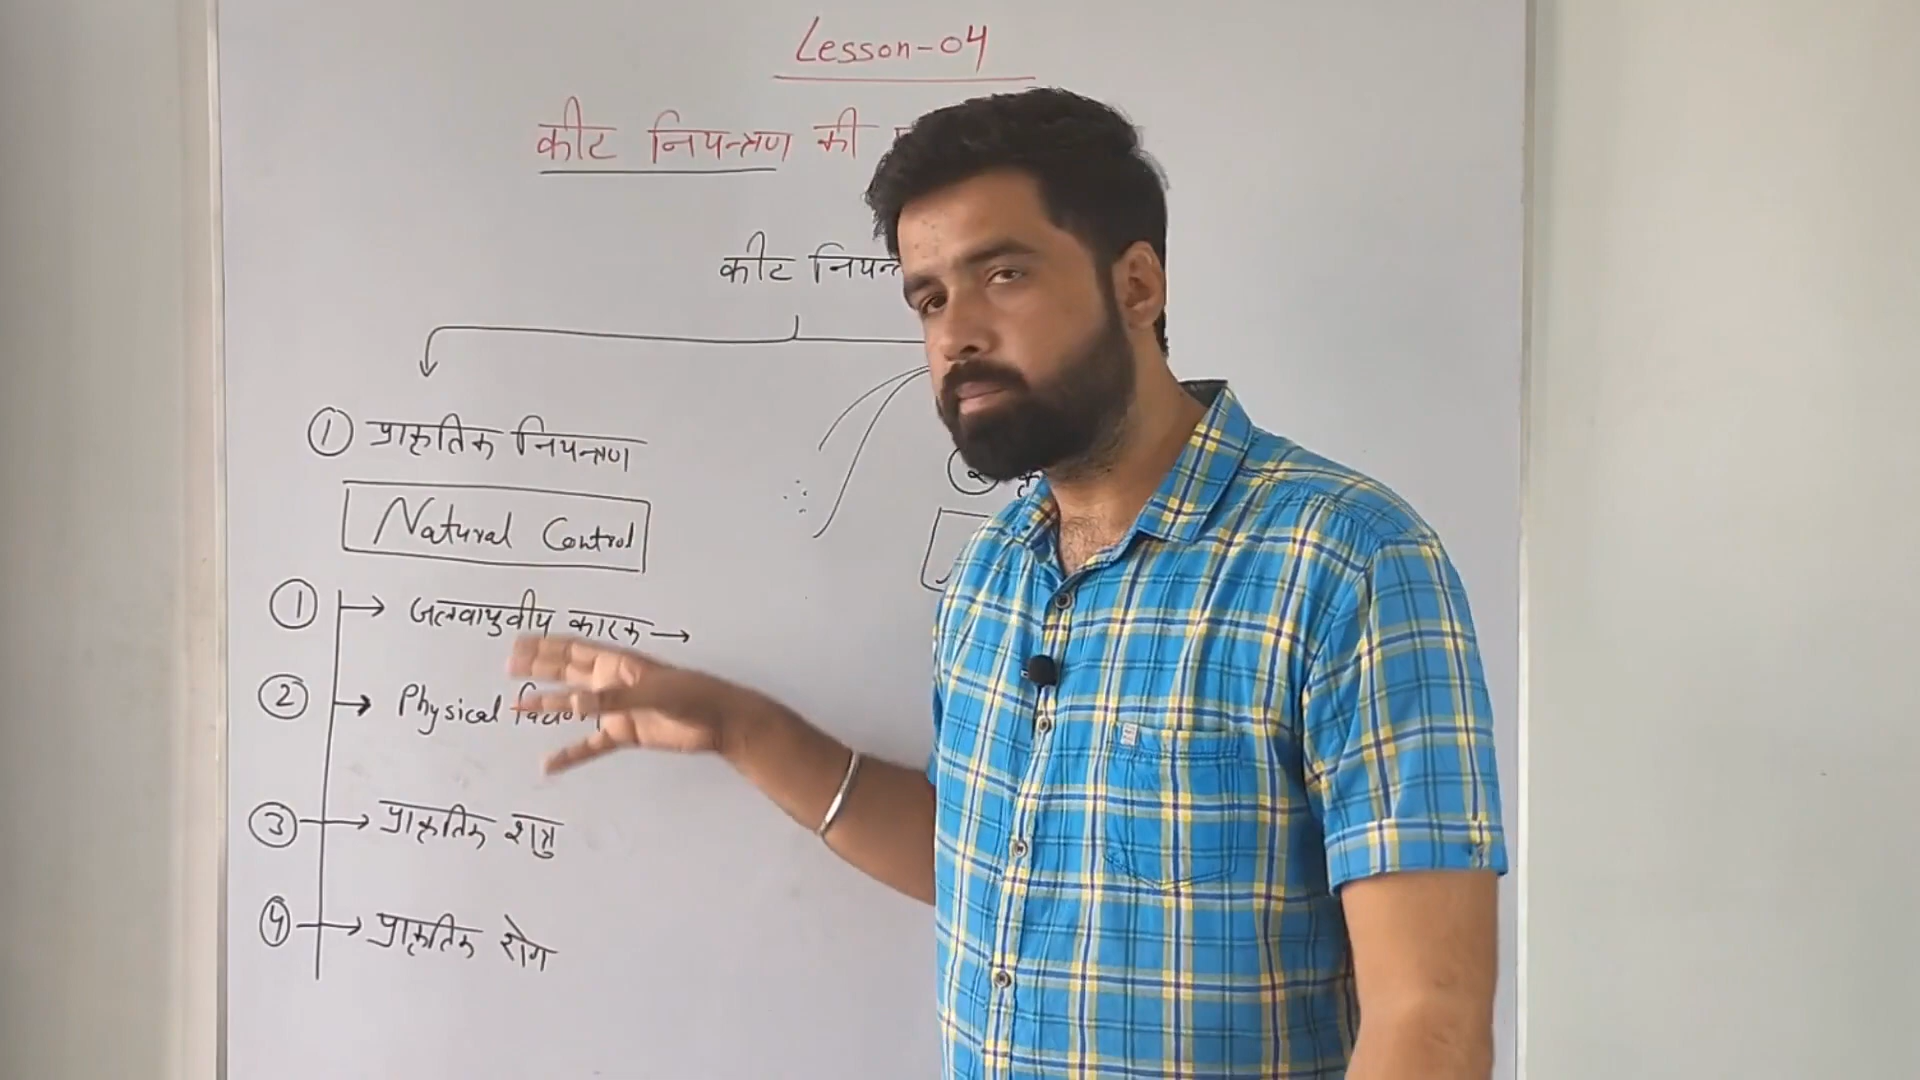 Lesson-04
कीट नियन्त्रण की
कीट नियन्त
① प्राकृतिक नियन्त्रण
Natural Control
① → जलवायुवीय कारक →
② → Physical factor
③ → प्राकृतिक शत्रु
④ → प्राकृतिक रोग
②